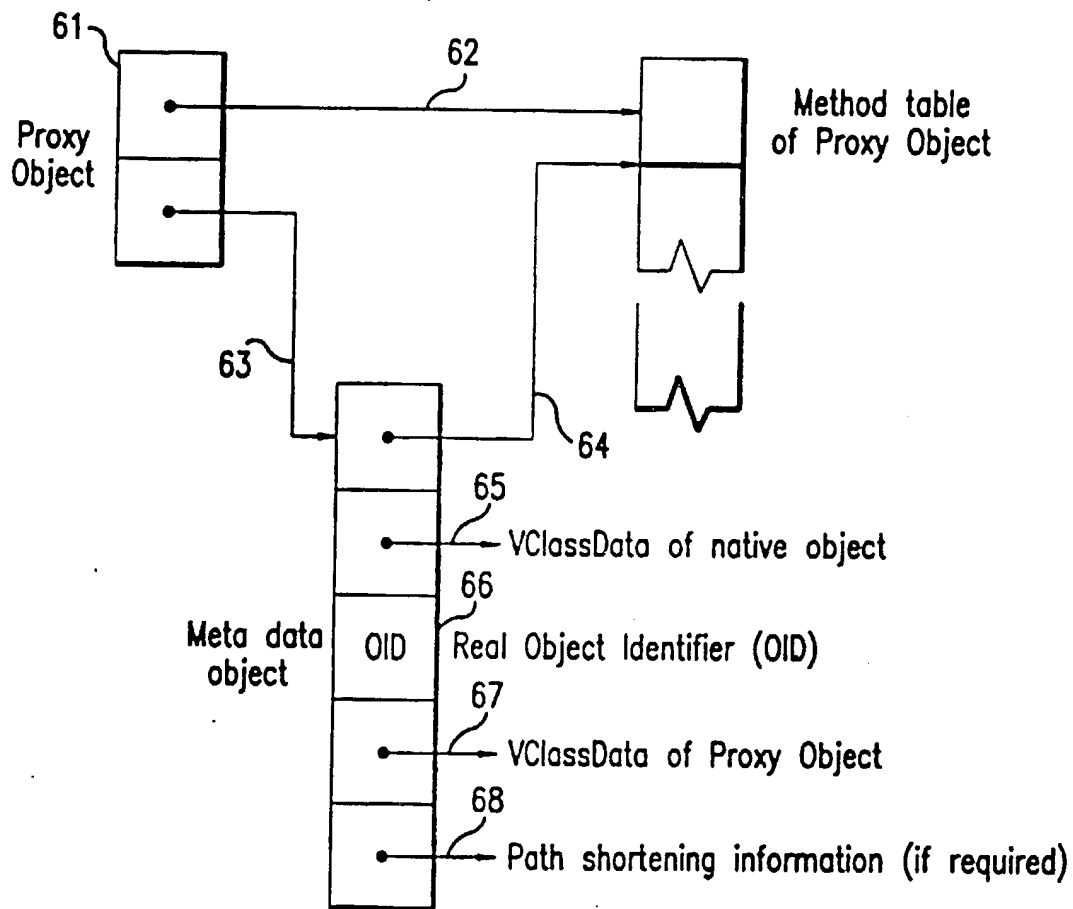 61
62
Proxy
Object
Method table
of Proxy Object
63
64
65
VClassData of native object
66
Meta data
object
OID
Real Object Identifier (OID)
67
VClassData of Proxy Object
68
Path shortening information (if required)